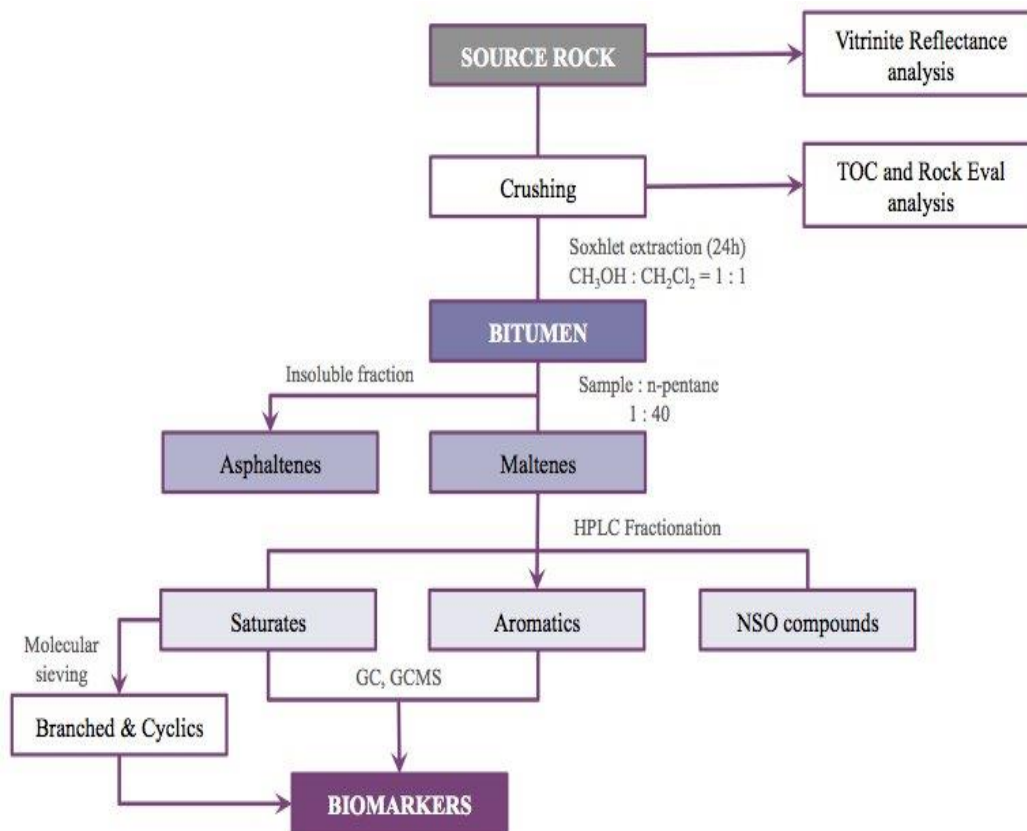 SOURCE ROCK
Vitrinite Reflectance
analysis
Crushing
TOC and Rock Eval
analysis
Soxhlet extraction (24h)
CH₃OH : CH₂Cl₂ = 1 : 1
BITUMEN
Insoluble fraction
Sample : n-pentane
1 : 40
Asphaltenes
Maltenes
HPLC Fractionation
Saturates
Aromatics
NSO compounds
Molecular
sieving
GC, GCMS
Branched & Cyclics
BIOMARKERS